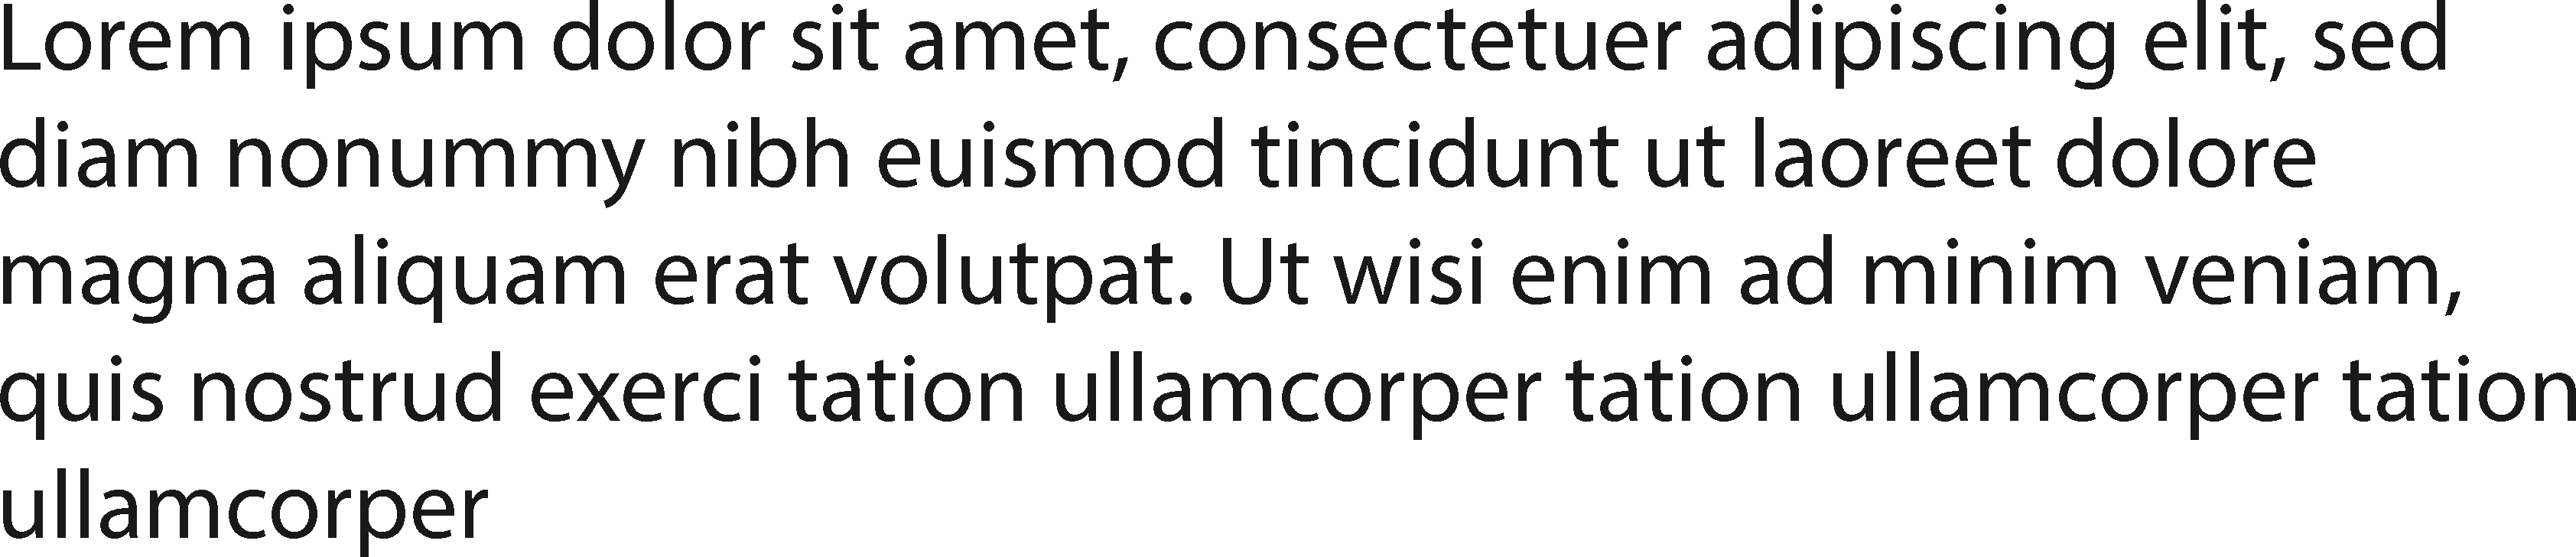 Lorem ipsum dolor sit amet, consectetuer adipiscing elit, sed
diam nonummy nibh euismod tincidunt ut laoreet dolore
magna aliquam erat volutpat. Ut wisi enim ad minim veniam,
quis nostrud exerci tation ullamcorper tation ullamcorper tation
ullamcorper